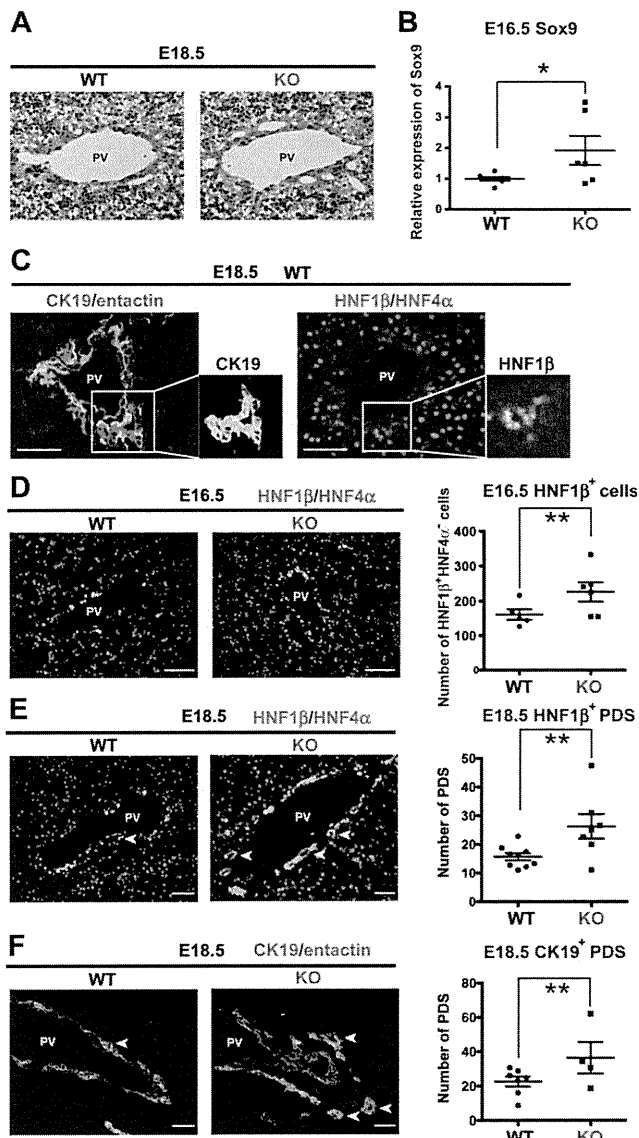 A
E18.5
WT KO
PV PV
B
E16.5 Sox9
*
Relative expression of Sox9
4
3
2
1
0
WT KO
C
E18.5 WT
CK19/entactin HNF1β/HNF4α
PV CK19 PV HNF1β
D
E16.5 HNF1β/HNF4α
WT KO
PV PV
E16.5 HNF1β+ cells
**
Number of HNF1β+HNF4α- cells
400
300
200
100
0
WT KO
E
E18.5 HNF1β/HNF4α
WT KO
PV PV
E18.5 HNF1β+ PDS
**
Number of PDS
50
40
30
20
10
0
WT KO
F
E18.5 CK19/entactin
WT KO
PV PV
E18.5 CK19+ PDS
**
Number of PDS
80
60
40
20
0
WT KO